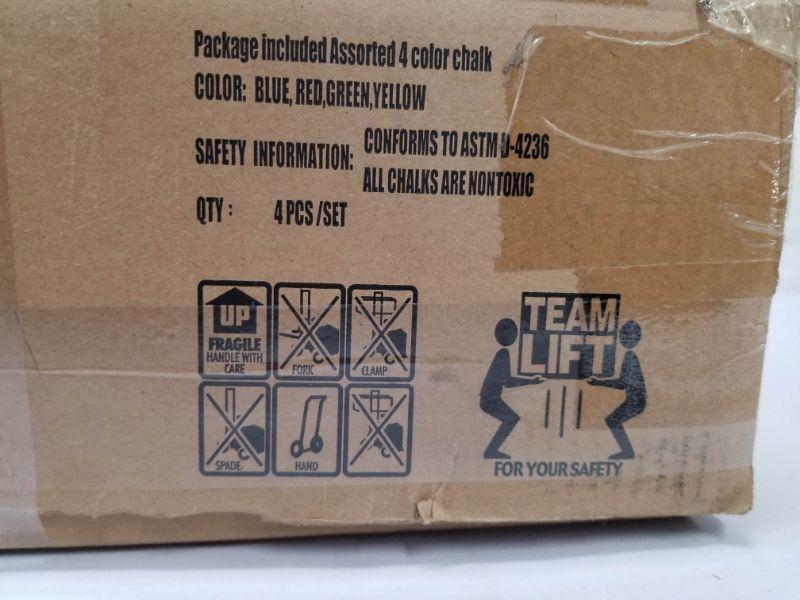 Package included Assorted 4 color chalk
COLOR: BLUE, RED,GREEN,YELLOW
SAFETY INFORMATION: CONFORMS TO ASTM D-4236
ALL CHALKS ARE NONTOXIC
QTY: 4 PCS /SET
UP
FRAGILE
HANDLE WITH
CARE
FORK
CLAMP
SPADE
HAND
TEAM
LIFT
FOR YOUR SAFETY